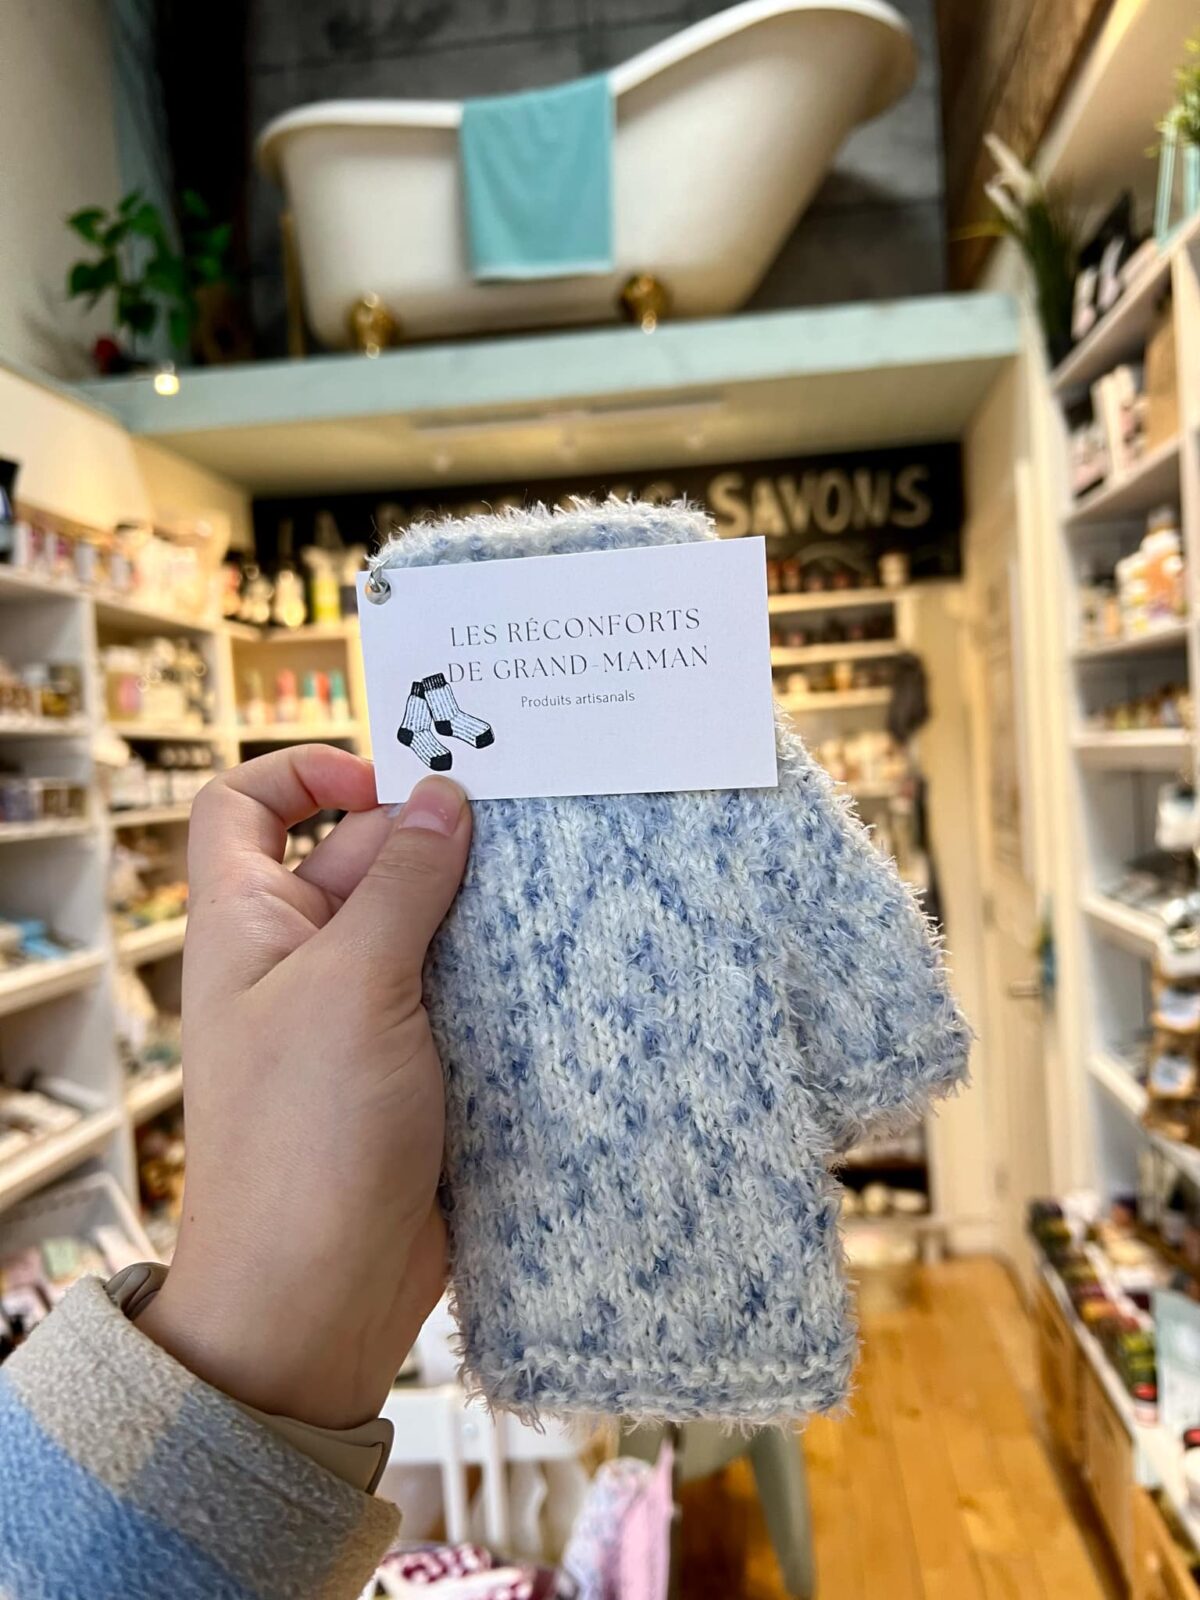 SAVONS
LES RÉCONFORTS
DE GRAND-MAMAN
Produits artisanals